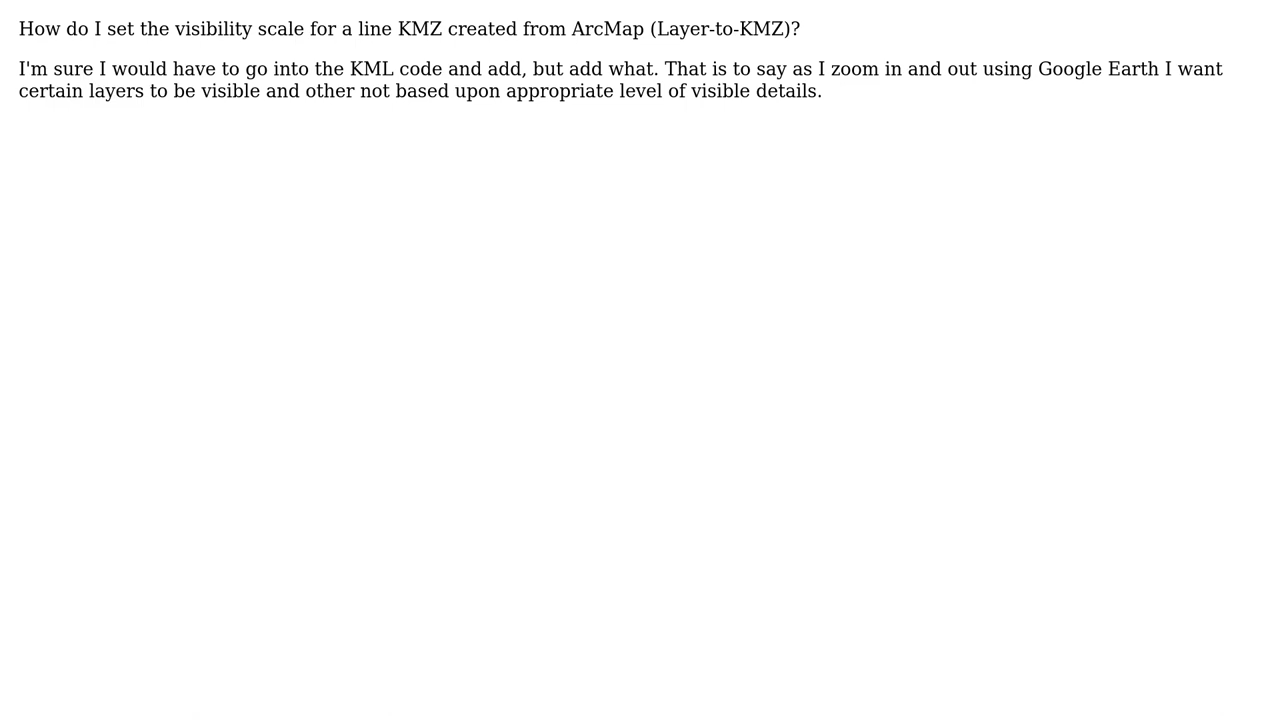 How do I set the visibility scale for a line KMZ created from ArcMap (Layer-to-KMZ)?
I'm sure I would have to go into the KML code and add, but add what. That is to say as I zoom in and out using Google Earth I want
certain layers to be visible and other not based upon appropriate level of visible details.